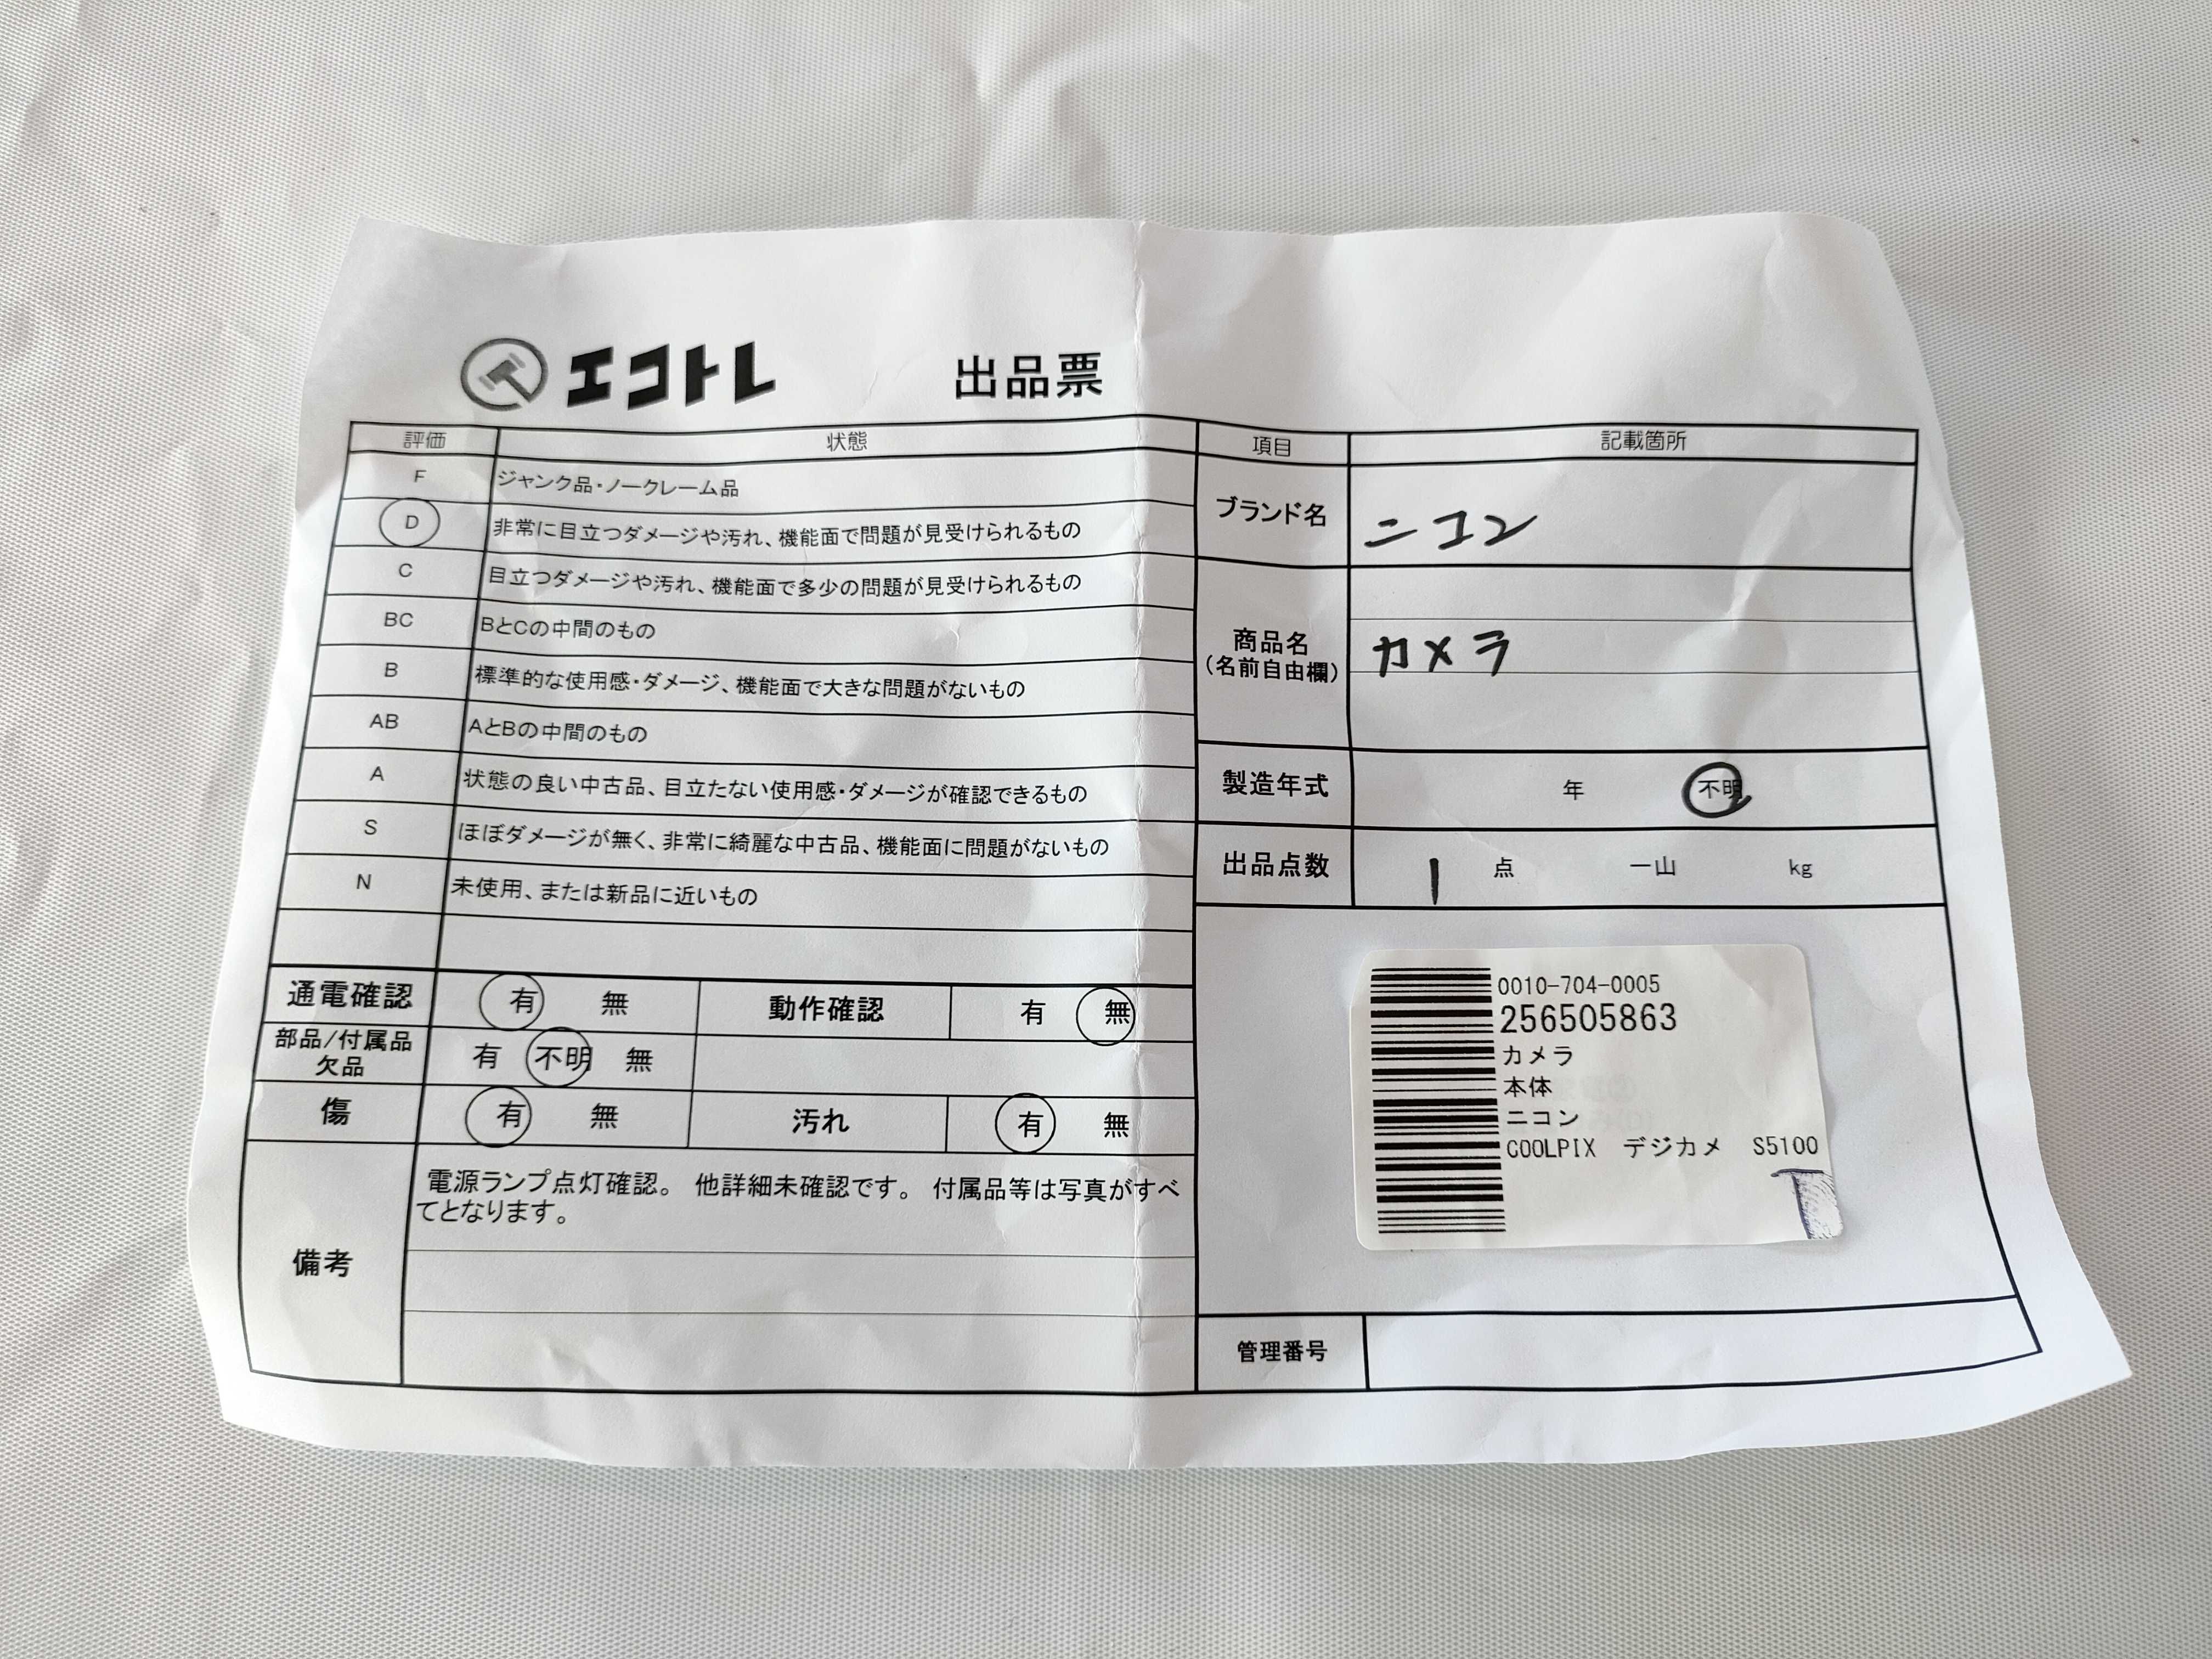 エコトレ 出品票
評価 状態
F ジャンク品・ノークレーム品
D 非常に目立つダメージや汚れ、機能面で問題が見受けられるもの
C 目立つダメージや汚れ、機能面で多少の問題が見受けられるもの
BC BとCの中間のもの
B 標準的な使用感・ダメージ、機能面で大きな問題がないもの
AB AとBの中間のもの
A 状態の良い中古品、目立たない使用感・ダメージが確認できるもの
S ほぼダメージが無く、非常に綺麗な中古品、機能面に問題がないもの
N 未使用、または新品に近いもの
通電確認 有 無 動作確認 有 無
部品/付属品
欠品 有 不明 無
傷 有 無 汚れ 有 無
備考
電源ランプ点灯確認。 他詳細未確認です。 付属品等は写真がすべ
てとなります。
項目 記載箇所
ブランド名 ニコン
商品名
(名前自由欄) カメラ
製造年式 年 不明
出品点数 1 点 一山 kg
0010-704-0005
256505863
カメラ
本体
ニコン
COOLPIX デジカメ S5100
管理番号